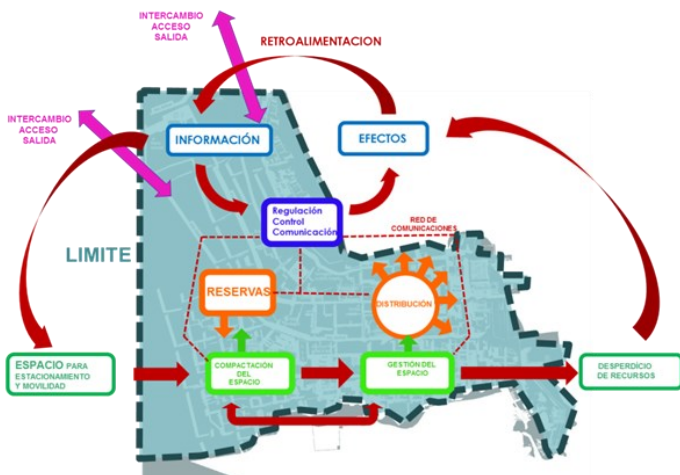 INTERCAMBIO
ACCESO
SALIDA
RETROALIMENTACION
INTERCAMBIO
ACCESO
SALIDA
INFORMACIÓN
EFECTOS
Regulación
Control
Comunicación
RED DE
COMUNICACIONES
LIMITE
RESERVAS
DISTRIBUCIÓN
ESPACIO PARA
ESTACIONAMIENTO
Y MOVILIDAD
COMPACTACIÓN
DEL
ESPACIO
GESTIÓN DEL
ESPACIO
DESPERDÍCIO
DE RECURSOS